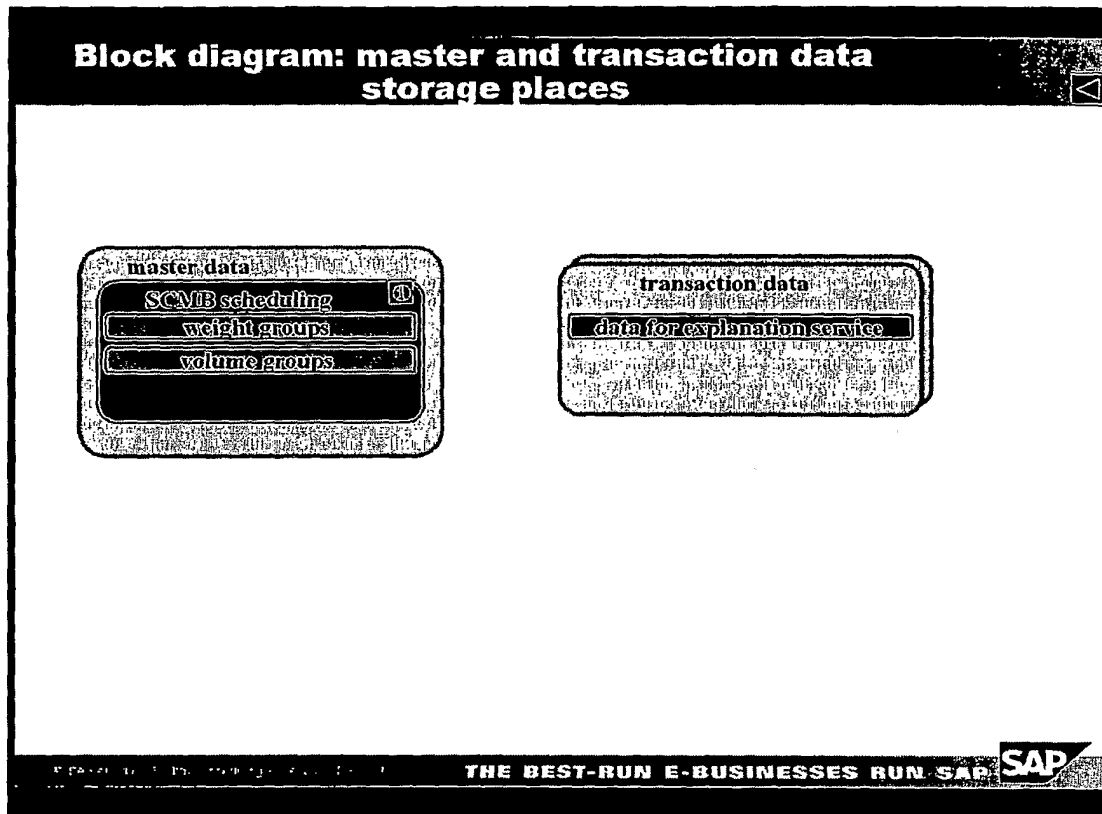 Block diagram: master and transaction data
storage places
master data
SCMB scheduling
weight groups
volume groups
transaction data
data for explanation service
THE BEST-RUN E-BUSINESSES RUN SAP
SAP